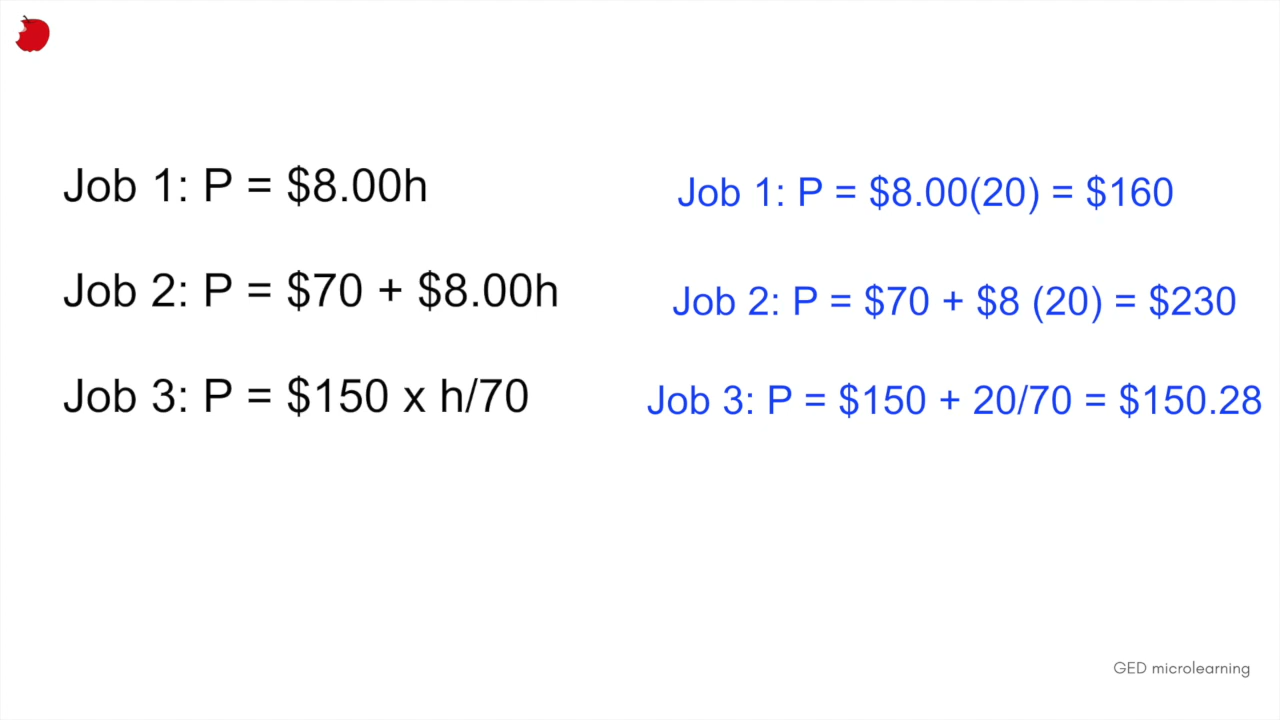 Job 1: P = $8.00h
Job 2: P = $70 + $8.00h
Job 3: P = $150 x h/70
Job 1: P = $8.00(20) = $160
Job 2: P = $70 + $8 (20) = $230
Job 3: P = $150 + 20/70 = $150.28
GED microlearning